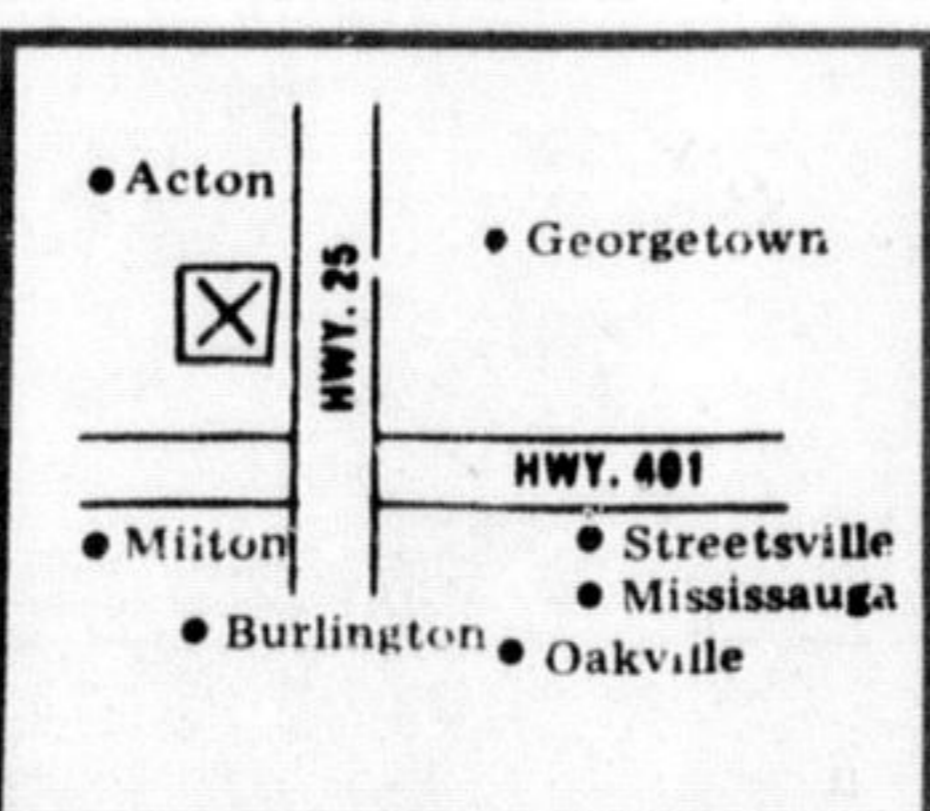 Acton
Georgetown
HWY. 25
HWY. 401
Milton
Streetsville
Mississauga
Burlington
Oakville